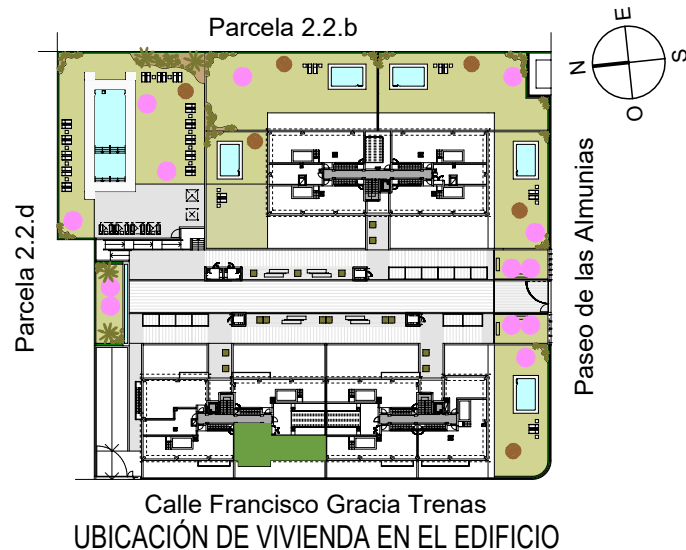 Parcela 2.2.b
E
N
S
O
Parcela 2.2.d
Paseo de las Almunias
Calle Francisco Gracia Trenas
UBICACIÓN DE VIVIENDA EN EL EDIFICIO